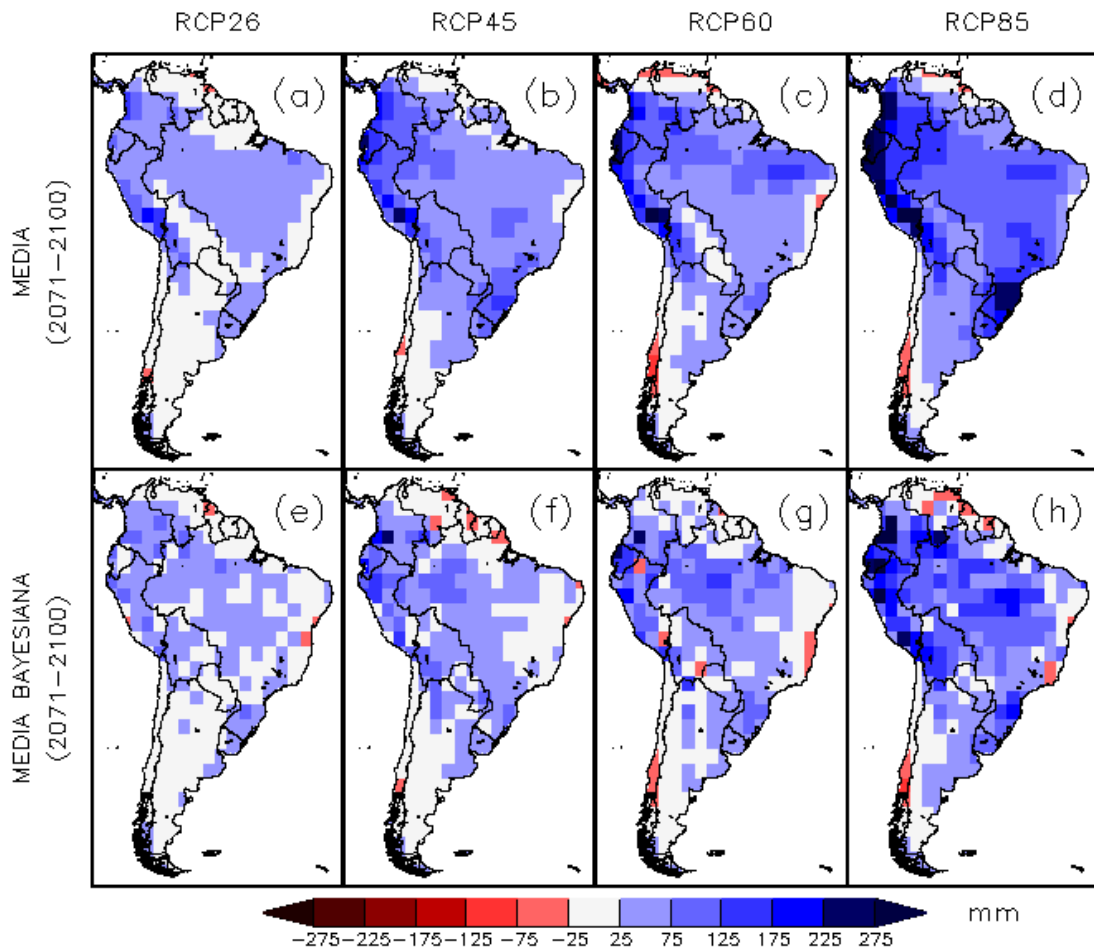 RCP26 RCP45 RCP60 RCP85
MEDIA
(2071-2100)
(a) (b) (c) (d)
MEDIA BAYESIANA
(2071-2100)
(e) (f) (g) (h)
mm
-275 -225 -175 -125 -75 -25 25 75 125 175 225 275